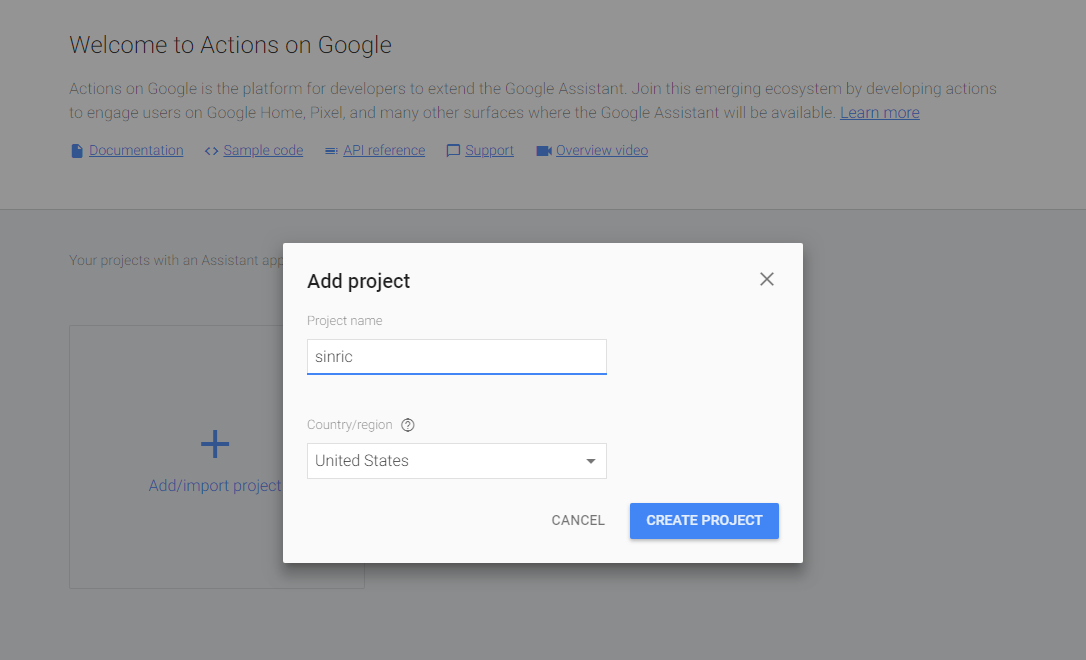 Welcome to Actions on Google
Actions on Google is the platform for developers to extend the Google Assistant. Join this emerging ecosystem by developing actions
to engage users on Google Home, Pixel, and many other surfaces where the Google Assistant will be available. Learn more
Documentation <> Sample code API reference Support Overview video
Your projects with an Assistant app
Add project
Project name
sinric
Country/region ?
United States
Add/import project
CANCEL CREATE PROJECT